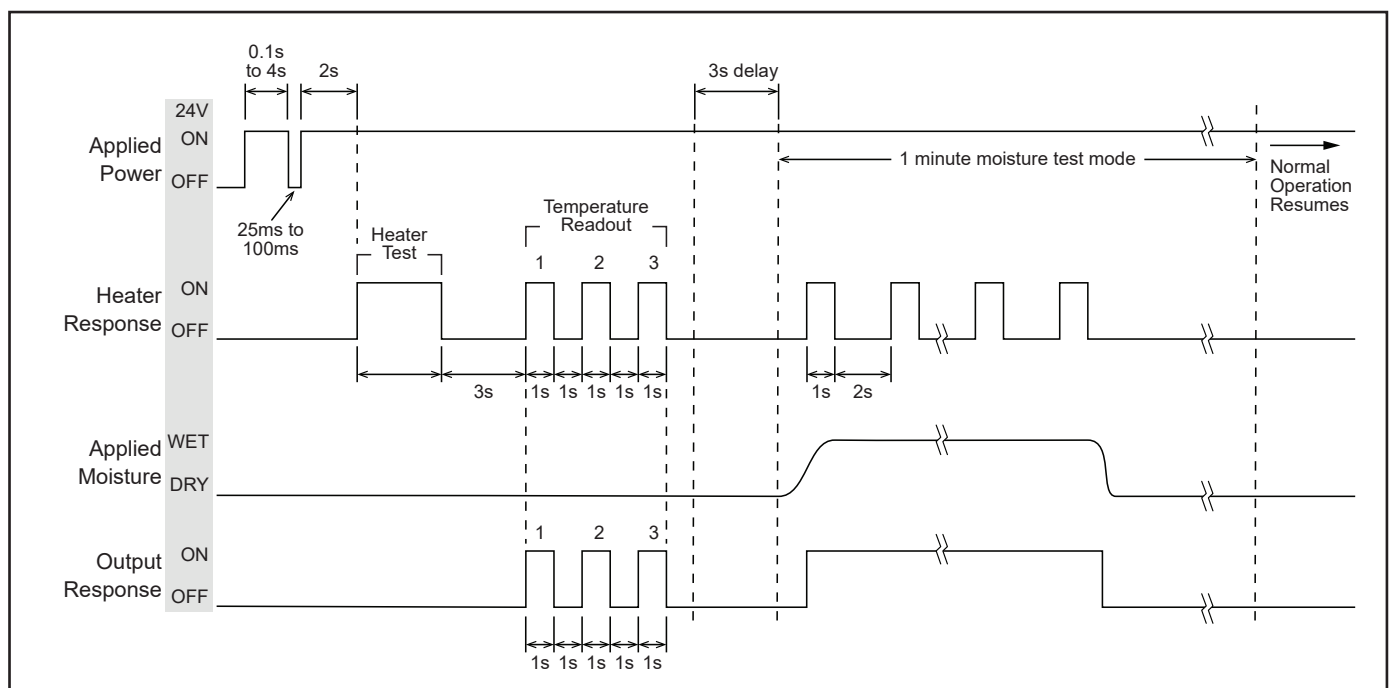 0.1s
to 4s
2s
3s delay
24V
ON
OFF
Applied
Power
25ms to
100ms
1 minute moisture test mode
Normal
Operation
Resumes
Heater
Test
Temperature
Readout
1 2 3
Heater
Response
ON
OFF
3s 1s 1s 1s 1s 1s 1s 2s
Applied
Moisture
WET
DRY
1 2 3
Output
Response
ON
OFF
1s 1s 1s 1s 1s